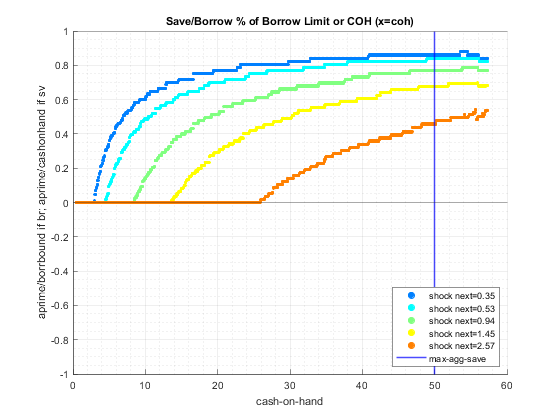 Save/Borrow % of Borrow Limit or COH (x=coh)
aprime/borrbound if br; aprime/cashonhand if sv
1
0.8
0.6
0.4
0.2
0
-0.2
-0.4
-0.6
-0.8
-1
0 10 20 30 40 50 60
cash-on-hand
shock next=0.35
shock next=0.53
shock next=0.94
shock next=1.45
shock next=2.57
max-agg-save